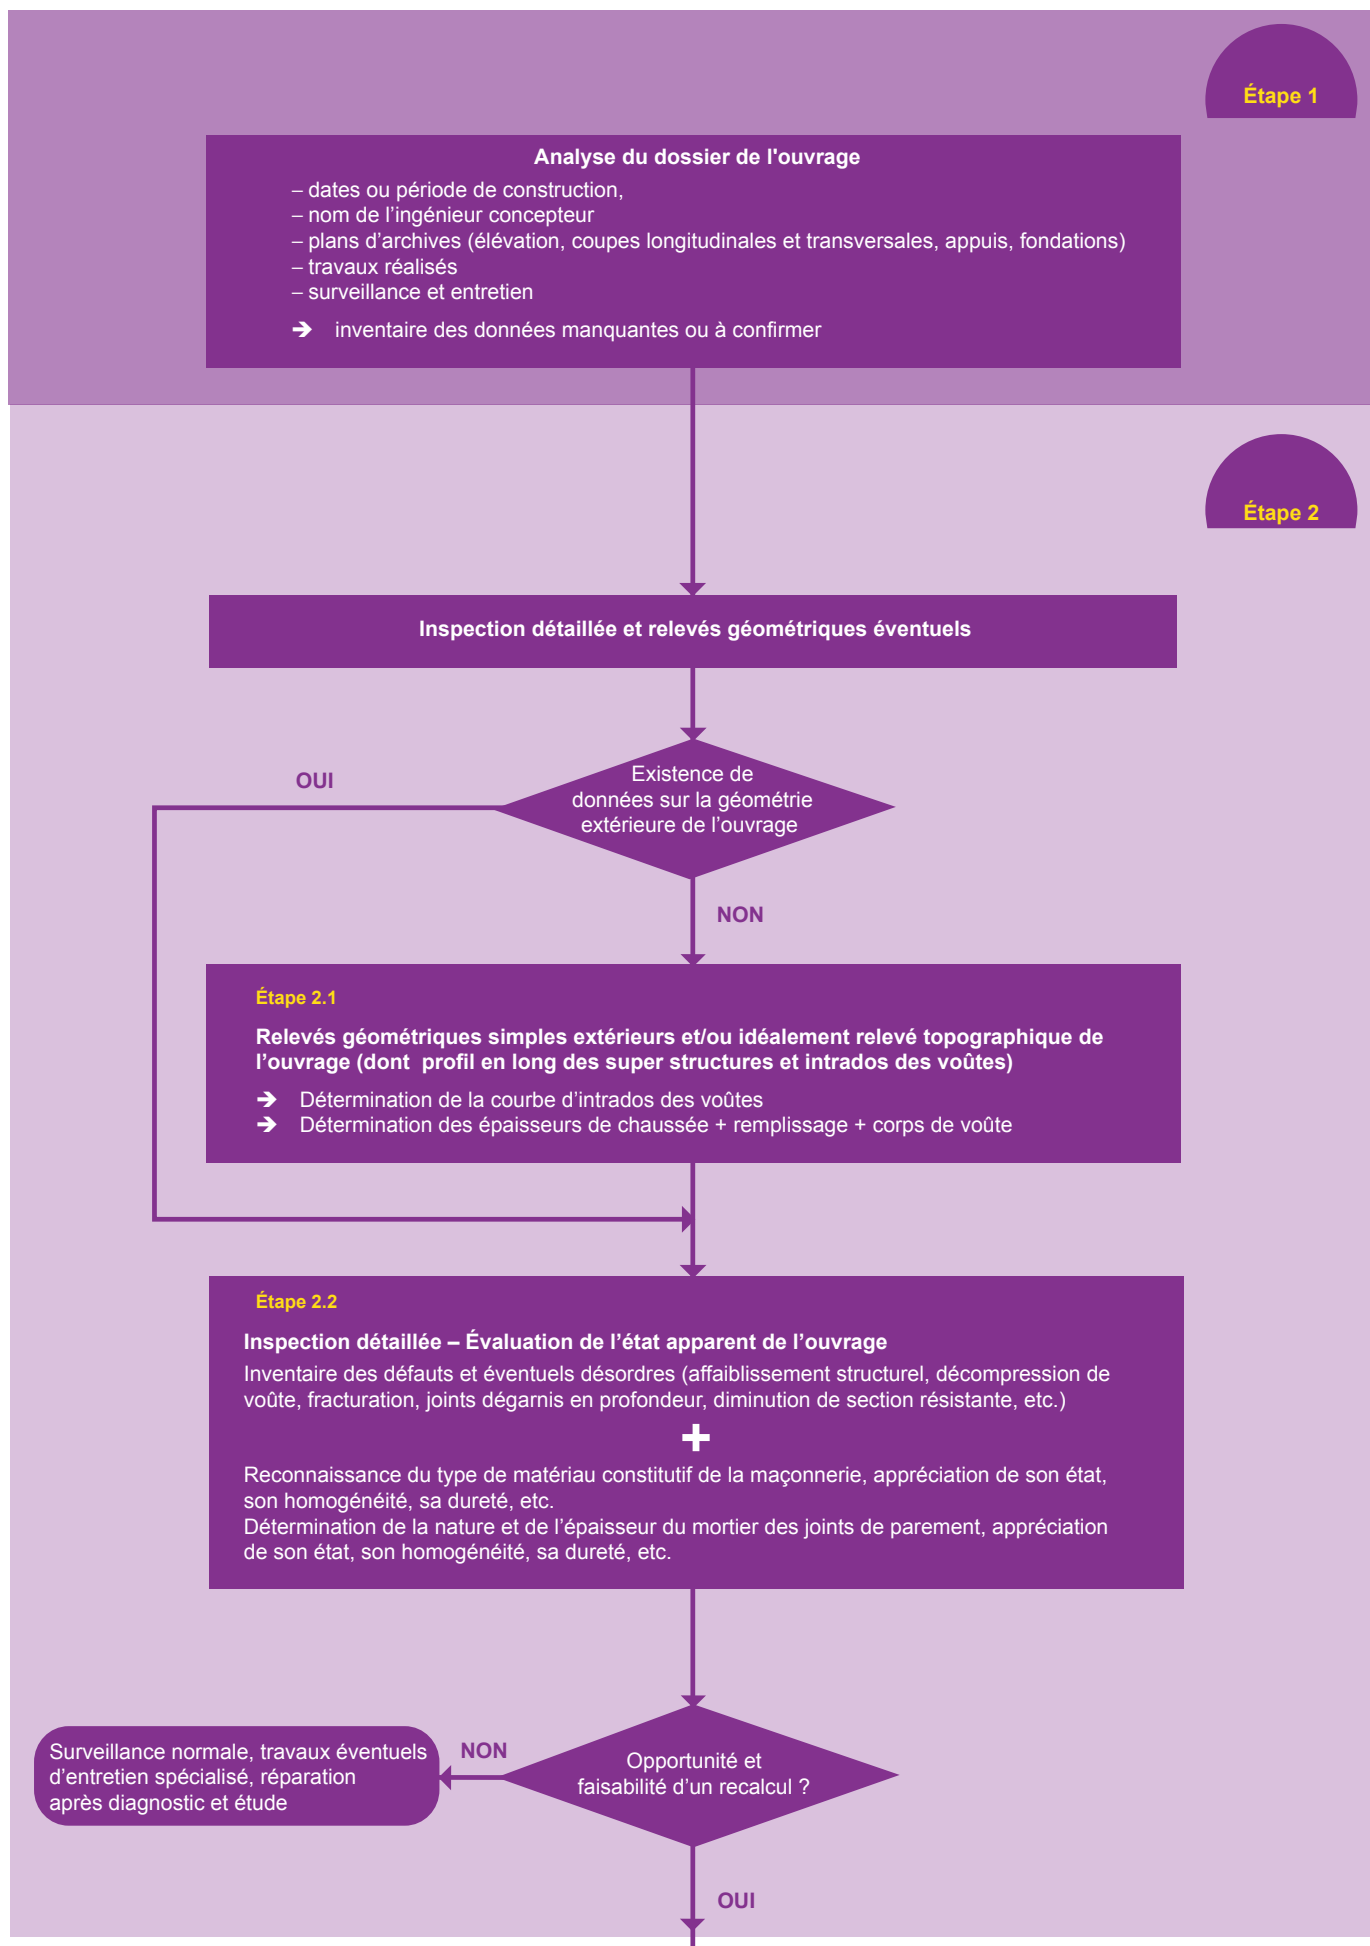 Étape 1
Analyse du dossier de l'ouvrage
– dates ou période de construction,
– nom de l’ingénieur concepteur
– plans d’archives (élévation, coupes longitudinales et transversales, appuis, fondations)
– travaux réalisés
– surveillance et entretien
➔ inventaire des données manquantes ou à confirmer
Étape 2
Inspection détaillée et relevés géométriques éventuels
Existence de
données sur la géométrie
extérieure de l’ouvrage
OUI
NON
Étape 2.1
Relevés géométriques simples extérieurs et/ou idéalement relevé topographique de
l’ouvrage (dont profil en long des super structures et intrados des voûtes)
➔ Détermination de la courbe d’intrados des voûtes
➔ Détermination des épaisseurs de chaussée + remplissage + corps de voûte
Étape 2.2
Inspection détaillée – Évaluation de l’état apparent de l’ouvrage
Inventaire des défauts et éventuels désordres (affaiblissement structurel, décompression de
voûte, fracturation, joints dégarnis en profondeur, diminution de section résistante, etc.)
+
Reconnaissance du type de matériau constitutif de la maçonnerie, appréciation de son état,
son homogénéité, sa dureté, etc.
Détermination de la nature et de l’épaisseur du mortier des joints de parement, appréciation
de son état, son homogénéité, sa dureté, etc.
Opportunité et
faisabilité d’un recalcul ?
NON
Surveillance normale, travaux éventuels
d’entretien spécialisé, réparation
après diagnostic et étude
OUI